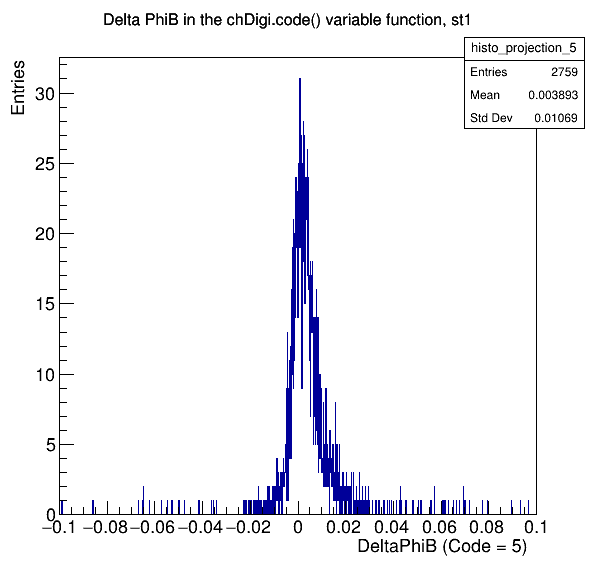 Delta PhiB in the chDigi.code() variable function, st1
histo_projection_5
Entries 2759
Mean 0.003893
Std Dev 0.01069
Entries
30
25
20
15
10
5
0
−0.1 −0.08 −0.06 −0.04 −0.02 0 0.02 0.04 0.06 0.08 0.1
DeltaPhiB (Code = 5)